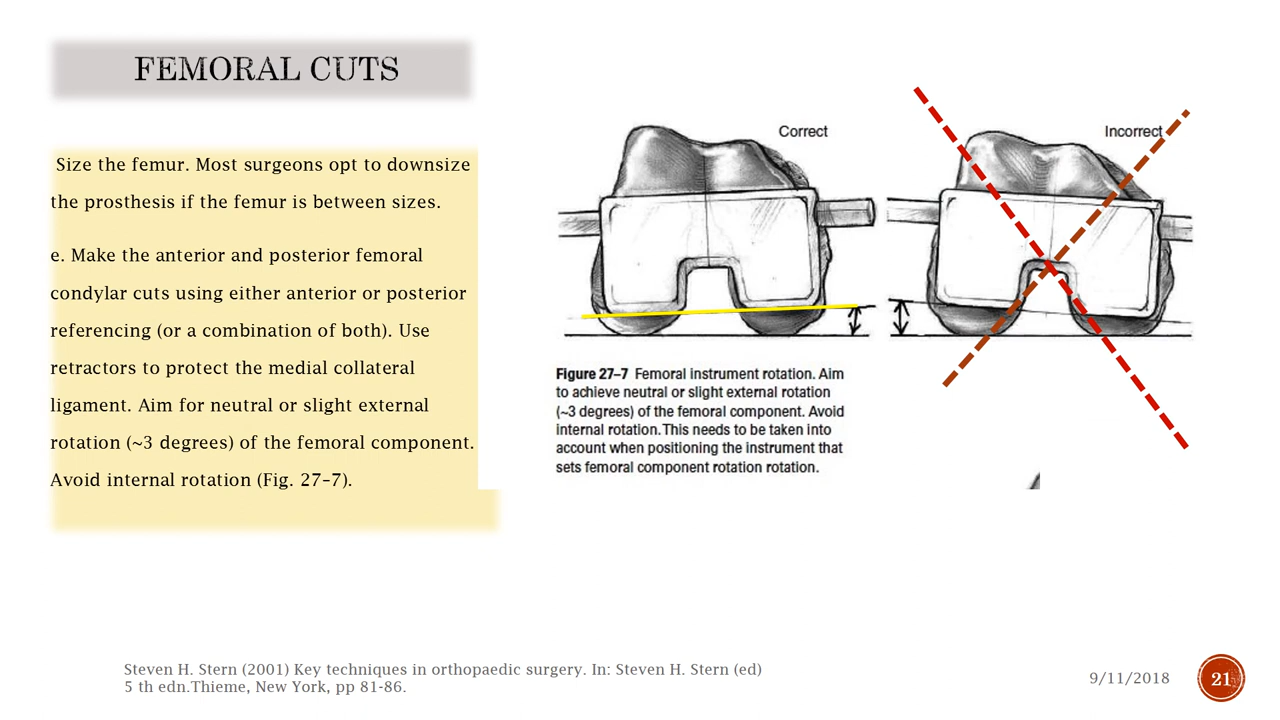 FEMORAL CUTS
Size the femur. Most surgeons opt to downsize
the prosthesis if the femur is between sizes.
e. Make the anterior and posterior femoral
condylar cuts using either anterior or posterior
referencing (or a combination of both). Use
retractors to protect the medial collateral
ligament. Aim for neutral or slight external
rotation (~3 degrees) of the femoral component.
Avoid internal rotation (Fig. 27–7).
Correct
Incorrect
Figure 27–7 Femoral instrument rotation. Aim
to achieve neutral or slight external rotation
(~3 degrees) of the femoral component. Avoid
internal rotation. This needs to be taken into
account when positioning the instrument that
sets femoral component rotation rotation.
Steven H. Stern (2001) Key techniques in orthopaedic surgery. In: Steven H. Stern (ed)
5 th edn.Thieme, New York, pp 81-86.
9/11/2018
21